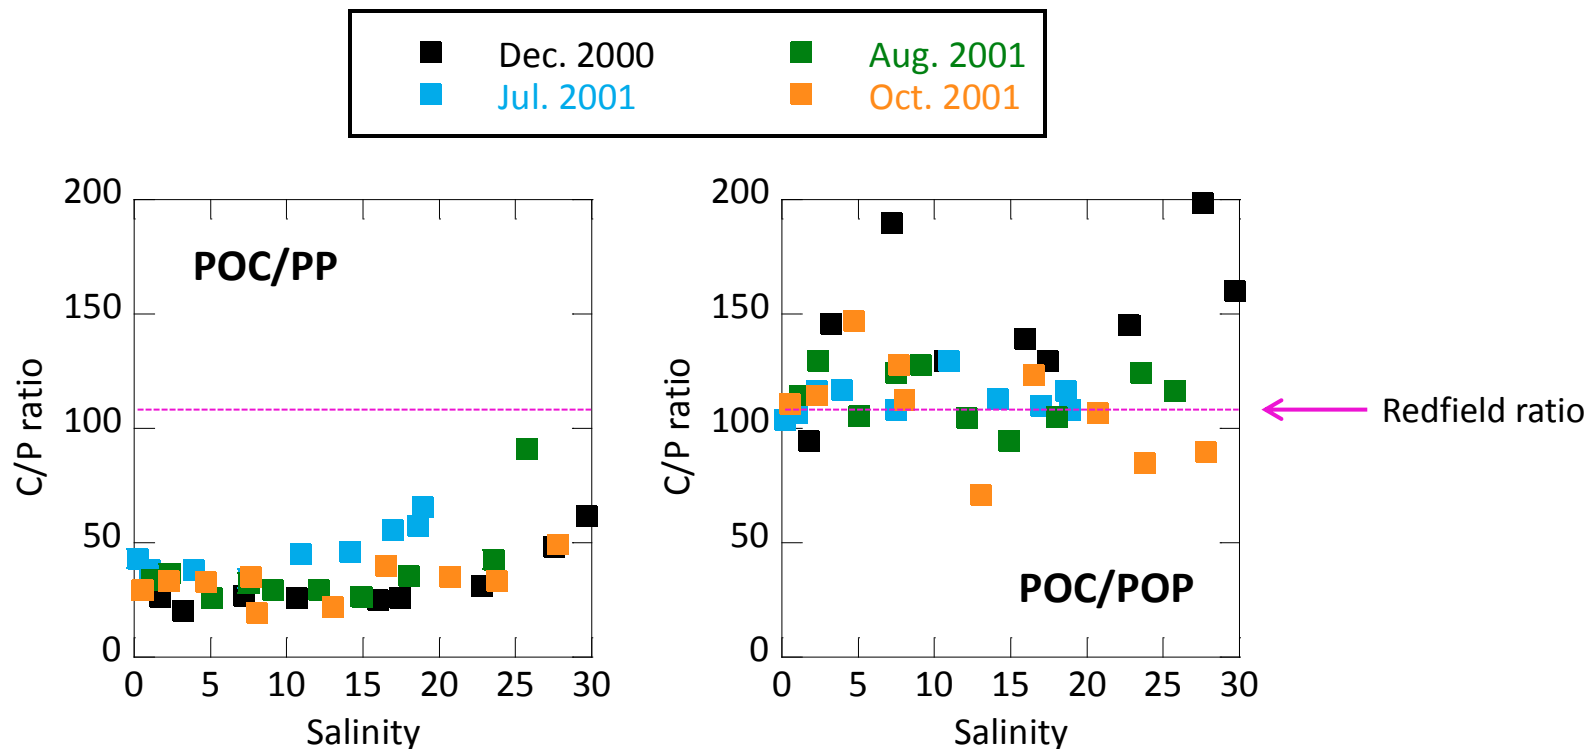 Dec. 2000
Aug. 2001
Jul. 2001
Oct. 2001
200
150
100
50
0
C/P ratio
POC/PP
0 5 10 15 20 25 30
Salinity
200
150
100
50
0
C/P ratio
POC/POP
0 5 10 15 20 25 30
Salinity
Redfield ratio